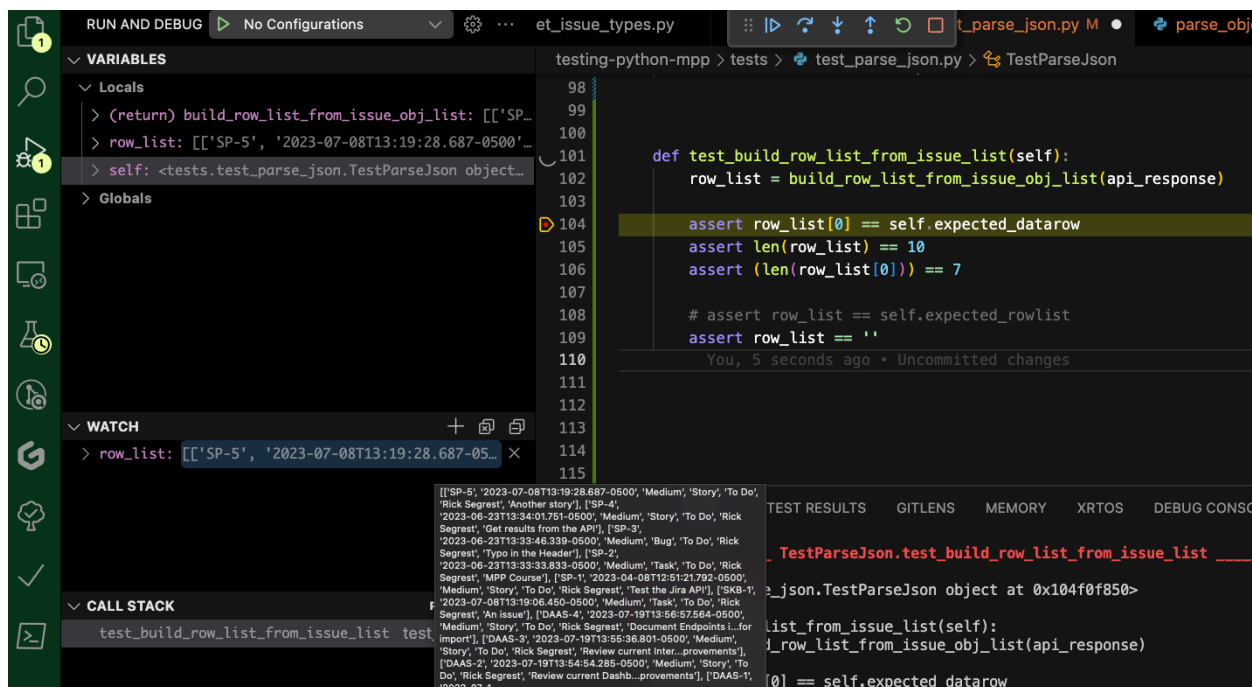 RUN AND DEBUG
No Configurations
et_issue_types.py
t_parse_json.py M
parse_obj
1
VARIABLES
Locals
(return) build_row_list_from_issue_obj_list: [['SP…
row_list: [['SP-5', '2023-07-08T13:19:28.687-0500'…
self: <tests.test_parse_json.TestParseJson object…
Globals
1
WATCH
row_list: [['SP-5', '2023-07-08T13:19:28.687-05…
CALL STACK
test_build_row_list_from_issue_list test_
testing-python-mpp > tests > test_parse_json.py > TestParseJson
98
99
100
101 def test_build_row_list_from_issue_list(self):
102 row_list = build_row_list_from_issue_obj_list(api_response)
103
104 assert row_list[0] == self.expected_datarow
105 assert len(row_list) == 10
106 assert (len(row_list[0])) == 7
107
108 # assert row_list == self.expected_rowlist
109 assert row_list == ''
110 You, 5 seconds ago • Uncommitted changes
111
112
113
114
115
[['SP-5', '2023-07-08T13:19:28.687-0500', 'Medium', 'Story', 'To Do',
'Rick Segrest', 'Another story'], ['SP-4',
'2023-06-23T13:34:01.751-0500', 'Medium', 'Story', 'To Do', 'Rick
Segrest', 'Get results from the API'], ['SP-3',
'2023-06-23T13:33:46.339-0500', 'Medium', 'Bug', 'To Do', 'Rick
Segrest', 'Typo in the Header'], ['SP-2',
'2023-06-23T13:33:33.833-0500', 'Medium', 'Task', 'To Do', 'Rick
Segrest', 'MPP Course'], ['SP-1', '2023-04-08T12:51:21.792-0500',
'Medium', 'Story', 'To Do', 'Rick Segrest', 'Test the Jira API'], ['SKB-1',
'2023-07-08T13:19:06.450-0500', 'Medium', 'Task', 'To Do', 'Rick
Segrest', 'An issue'], ['DAAS-4', '2023-07-19T13:56:57.564-0500',
'Medium', 'Story', 'To Do', 'Rick Segrest', 'Document Endpoints i...for
import'], ['DAAS-3', '2023-07-19T13:55:36.801-0500', 'Medium',
'Story', 'To Do', 'Rick Segrest', 'Review current Inter...provements'],
['DAAS-2', '2023-07-19T13:54:54.285-0500', 'Medium', 'Story', 'To
Do', 'Rick Segrest', 'Review current Dashb...provements'], ['DAAS-1',
TEST RESULTS GITLENS MEMORY XRTOS DEBUG CONSO
_ TestParseJson.test_build_row_list_from_issue_list ____
e_json.TestParseJson object at 0x104f0f850>
list_from_issue_list(self):
d_row_list_from_issue_obj_list(api_response)
[0] == self.expected_datarow